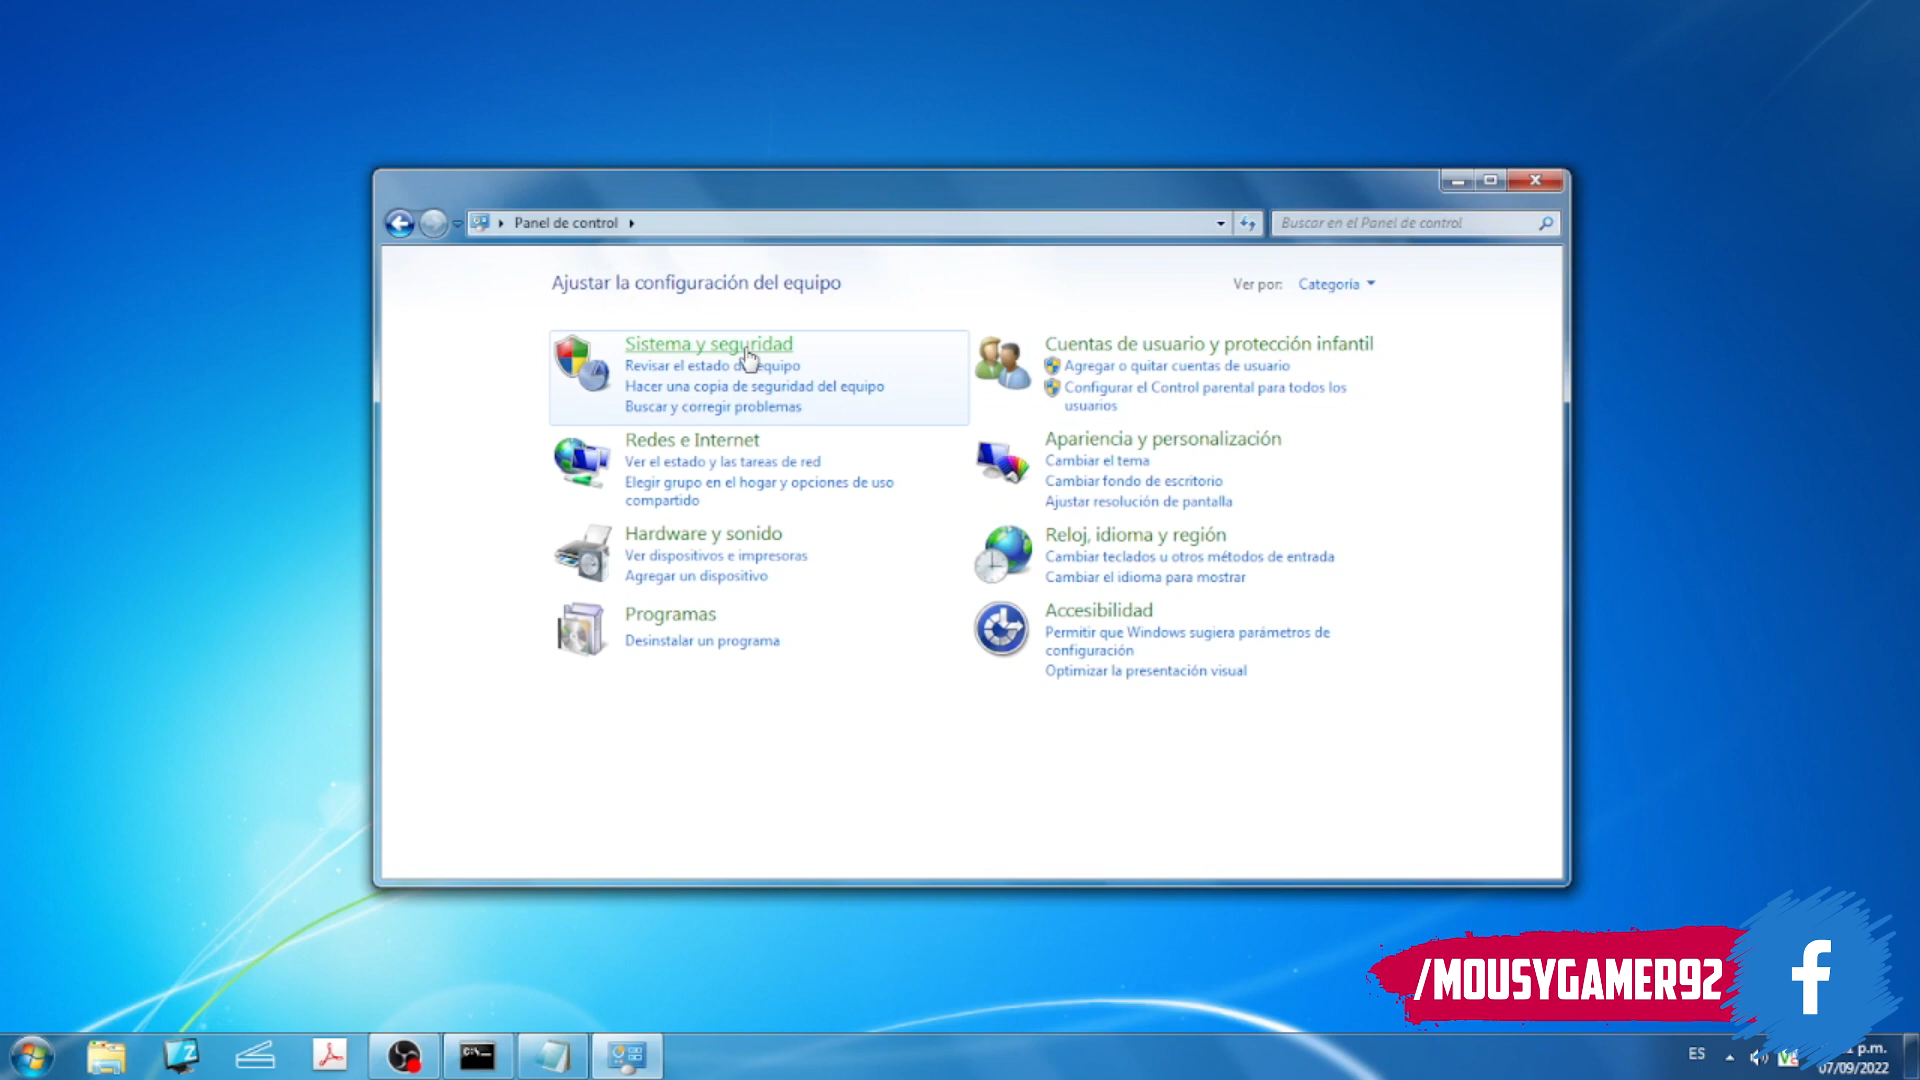 Panel de control
Buscar en el Panel de control
Ajustar la configuración del equipo
Ver por: Categoría
Sistema y seguridad
Revisar el estado equipo
Hacer una copia de seguridad del equipo
Buscar y corregir problemas
Redes e Internet
Ver el estado y las tareas de red
Elegir grupo en el hogar y opciones de uso
compartido
Hardware y sonido
Ver dispositivos e impresoras
Agregar un dispositivo
Programas
Desinstalar un programa
Cuentas de usuario y protección infantil
Agregar o quitar cuentas de usuario
Configurar el Control parental para todos los
usuarios
Apariencia y personalización
Cambiar el tema
Cambiar fondo de escritorio
Ajustar resolución de pantalla
Reloj, idioma y región
Cambiar teclados u otros métodos de entrada
Cambiar el idioma para mostrar
Accesibilidad
Permitir que Windows sugiera parámetros de
configuración
Optimizar la presentación visual
/MOUSYGAMER92
f
C:\
ES
p.m.
07/09/2022